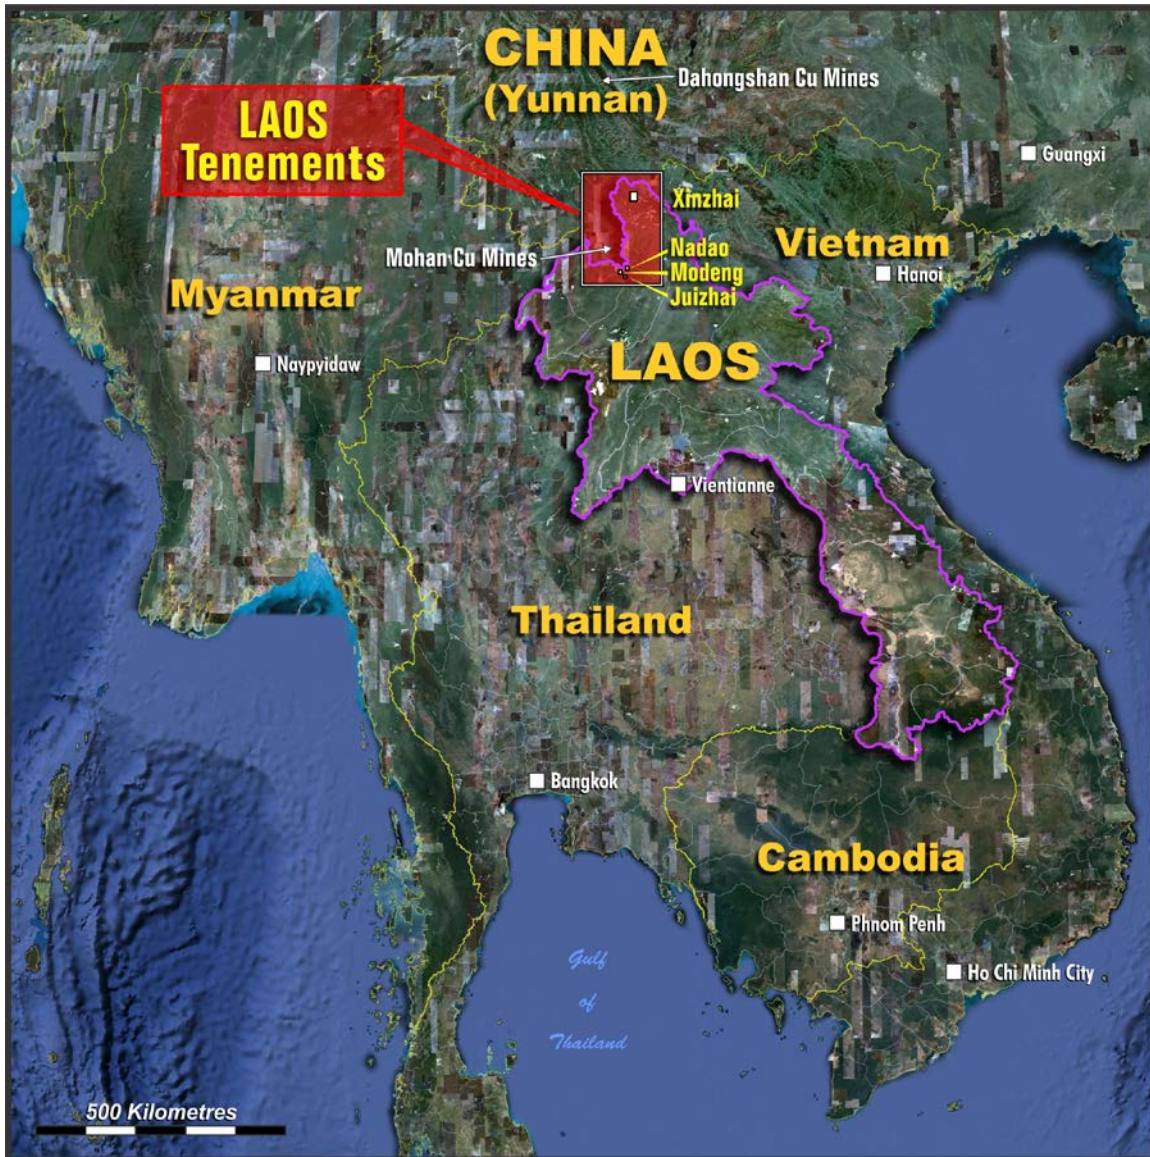 CHINA
(Yunnan)
Dahongshan Cu Mines
LAOS
Tenements
Guangxi
Xinzhai
Mohan Cu Mines
Nadao
Modeng
Juizhai
Vietnam
Hanoi
Myanmar
Naypyidaw
LAOS
Vientianne
Thailand
Bangkok
Cambodia
Phnom Penh
Ho Chi Minh City
Gulf
of
Thailand
500 Kilometres